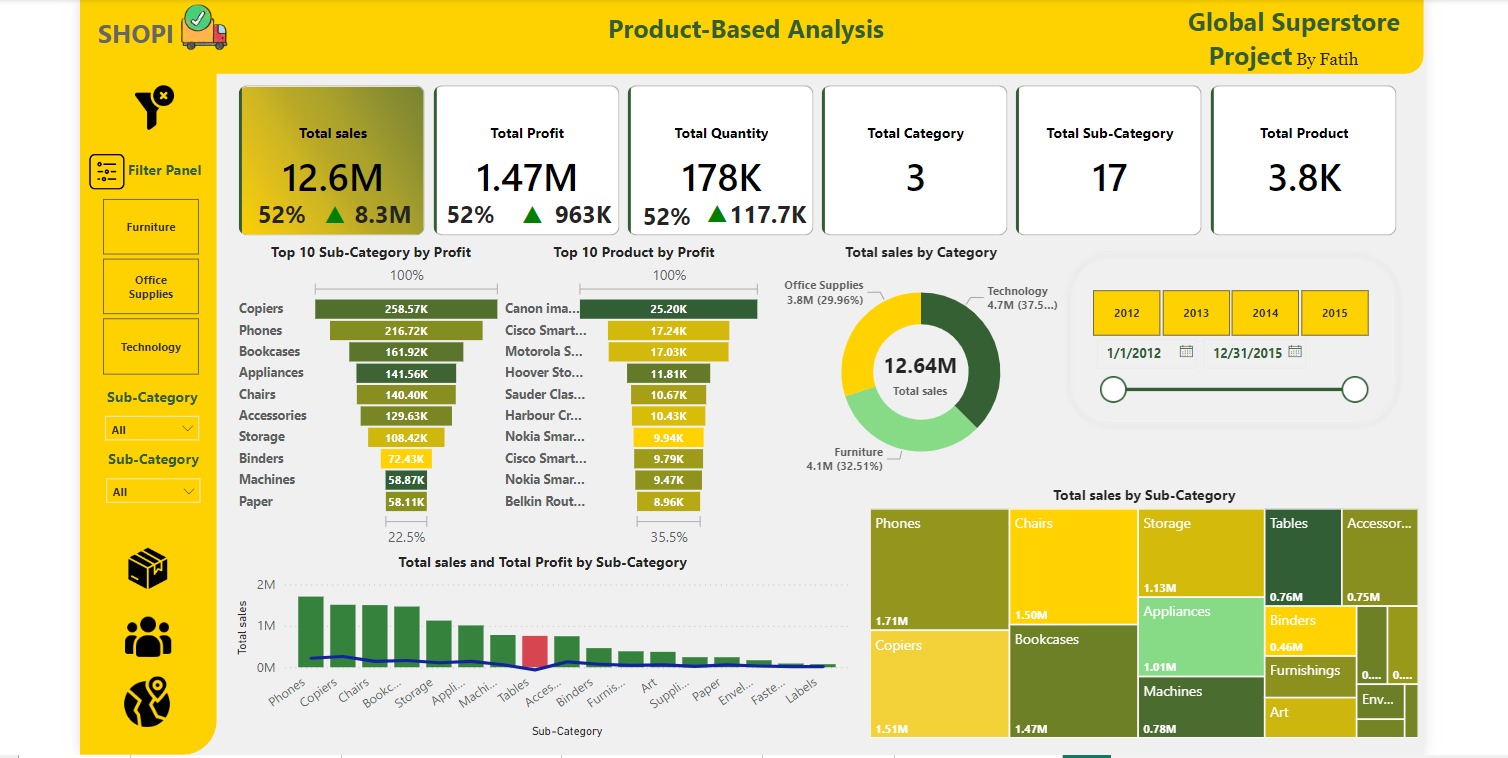 SHOPI
Product-Based Analysis
Global Superstore
Project By Fatih
Filter Panel
Furniture
Office
Supplies
Technology
Sub-Category
All
Sub-Category
All
Total sales
12.6M
52% ▲ 8.3M
Total Profit
1.47M
52% ▲ 963K
Total Quantity
178K
52% ▲117.7K
Total Category
3
Total Sub-Category
17
Total Product
3.8K
Top 10 Sub-Category by Profit
100%
Copiers 258.57K
Phones 216.72K
Bookcases 161.92K
Appliances 141.56K
Chairs 140.40K
Accessories 129.63K
Storage 108.42K
Binders 72.43K
Machines 58.87K
Paper 58.11K
22.5%
Top 10 Product by Profit
100%
Canon ima... 25.20K
Cisco Smart... 17.24K
Motorola S... 17.03K
Hoover Sto... 11.81K
Sauder Clas... 10.67K
Harbour Cr... 10.43K
Nokia Smar... 9.94K
Cisco Smart... 9.79K
Nokia Smar... 9.47K
Belkin Rout... 8.96K
35.5%
Total sales by Category
Office Supplies
3.8M (29.96%)
Technology
4.7M (37.5...)
12.64M
Total sales
Furniture
4.1M (32.51%)
2012 2013 2014 2015
1/1/2012 12/31/2015
Total sales and Total Profit by Sub-Category
Total sales
2M
1M
0M
Phones Copiers Chairs Bookc... Storage Appli... Machi... Tables Acces... Binders Furnis... Art Suppli... Paper Envel... Faste... Labels
Sub-Category
Total sales by Sub-Category
Phones
1.71M
Copiers
1.51M
Chairs
1.50M
Bookcases
1.47M
Storage
1.13M
Appliances
1.01M
Machines
0.78M
Tables
0.76M
Accessor...
0.75M
Binders
0.46M
Furnishings
Art
0....
0....
Env...